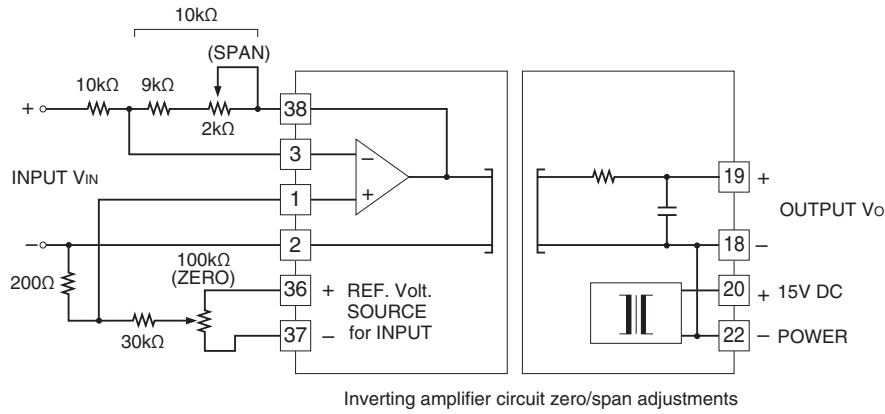 10kΩ
(SPAN)
10kΩ 9kΩ
2kΩ
+
38
3 −
INPUT VIN
1 +
− 2
200Ω
100kΩ
(ZERO)
30kΩ
36 + REF. Volt.
SOURCE
37 − for INPUT
19 +
OUTPUT Vo
18 −
20 + 15V DC
22 − POWER
Inverting amplifier circuit zero/span adjustments